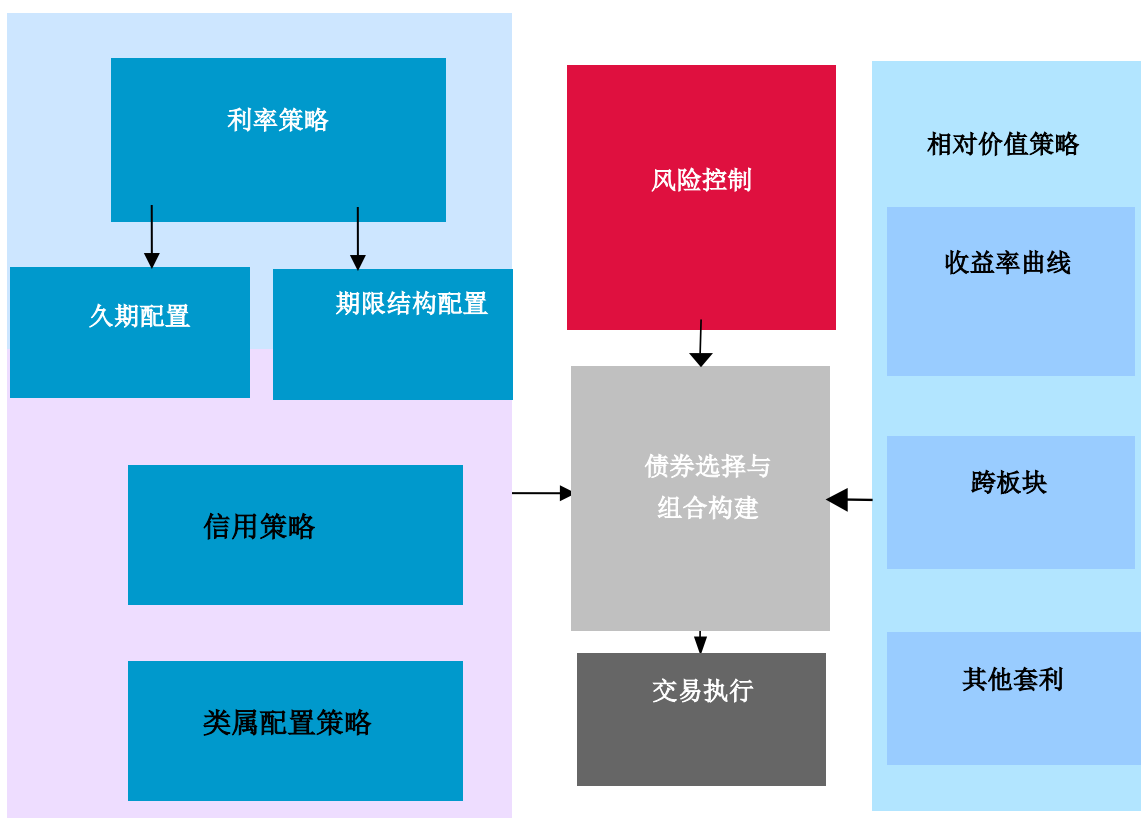 利率策略
久期配置
期限结构配置
信用策略
类属配置策略
风险控制
债券选择与
组合构建
交易执行
相对价值策略
收益率曲线
跨板块
其他套利